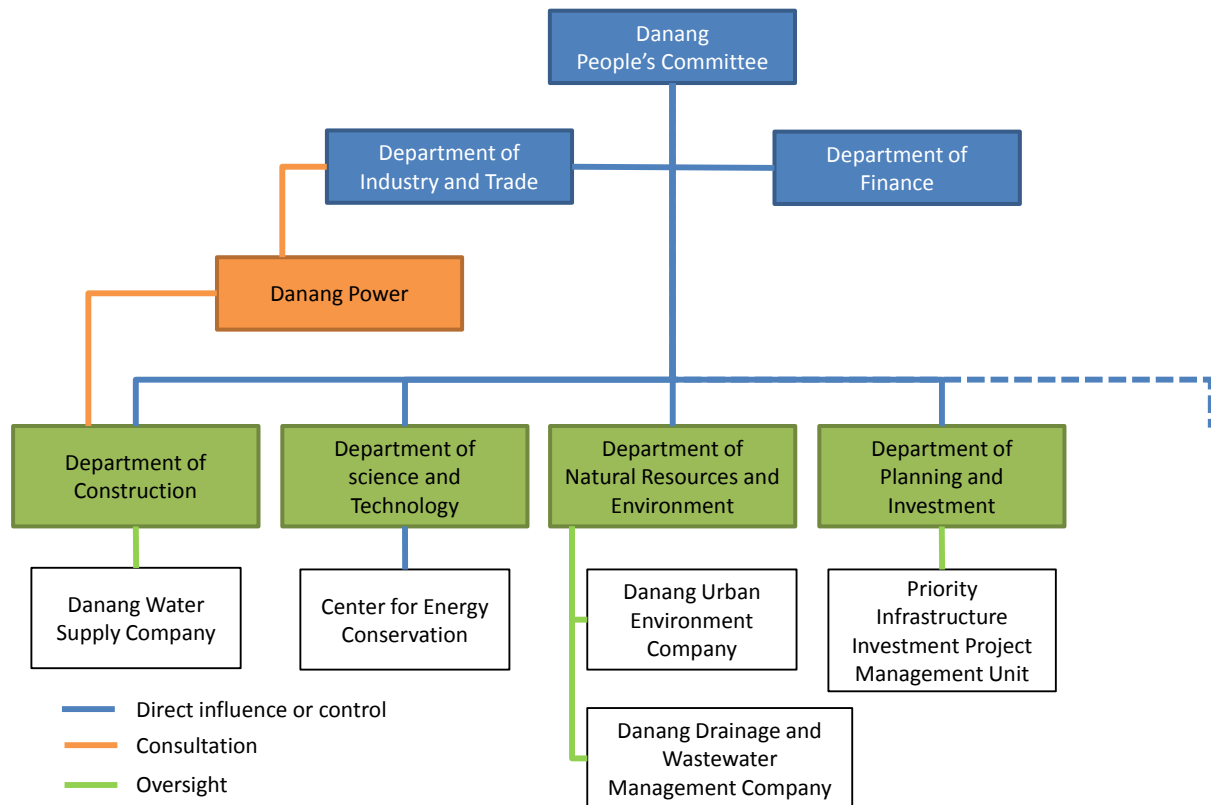 Danang
People's Committee
Department of
Industry and Trade
Department of
Finance
Danang Power
Department of
Construction
Department of
science and
Technology
Department of
Natural Resources and
Environment
Department of
Planning and
Investment
Danang Water
Supply Company
Center for Energy
Conservation
Danang Urban
Environment
Company
Priority
Infrastructure
Investment Project
Management Unit
Danang Drainage and
Wastewater
Management Company
Direct influence or control
Consultation
Oversight